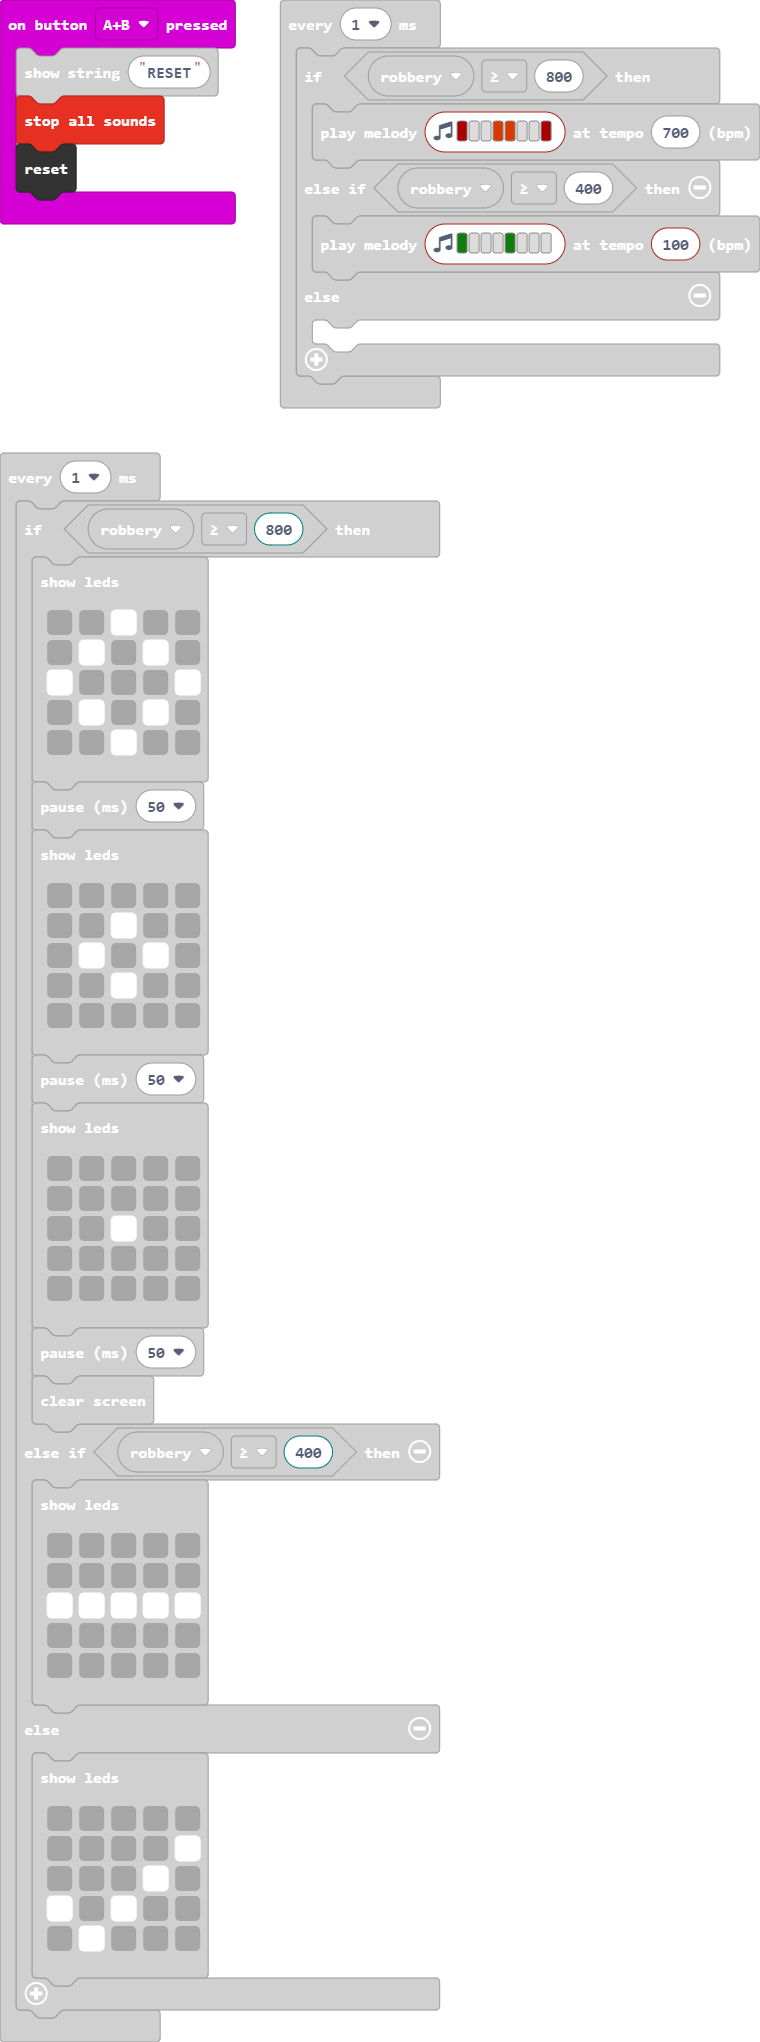 on button A+B pressed
show string "RESET"
stop all sounds
reset
every 1 ms
if robbery ≥ 800 then
play melody at tempo 700 (bpm)
else if robbery ≥ 400 then
play melody at tempo 100 (bpm)
else
every 1 ms
if robbery ≥ 800 then
show leds
pause (ms) 50
show leds
pause (ms) 50
show leds
pause (ms) 50
clear screen
else if robbery ≥ 400 then
show leds
else
show leds